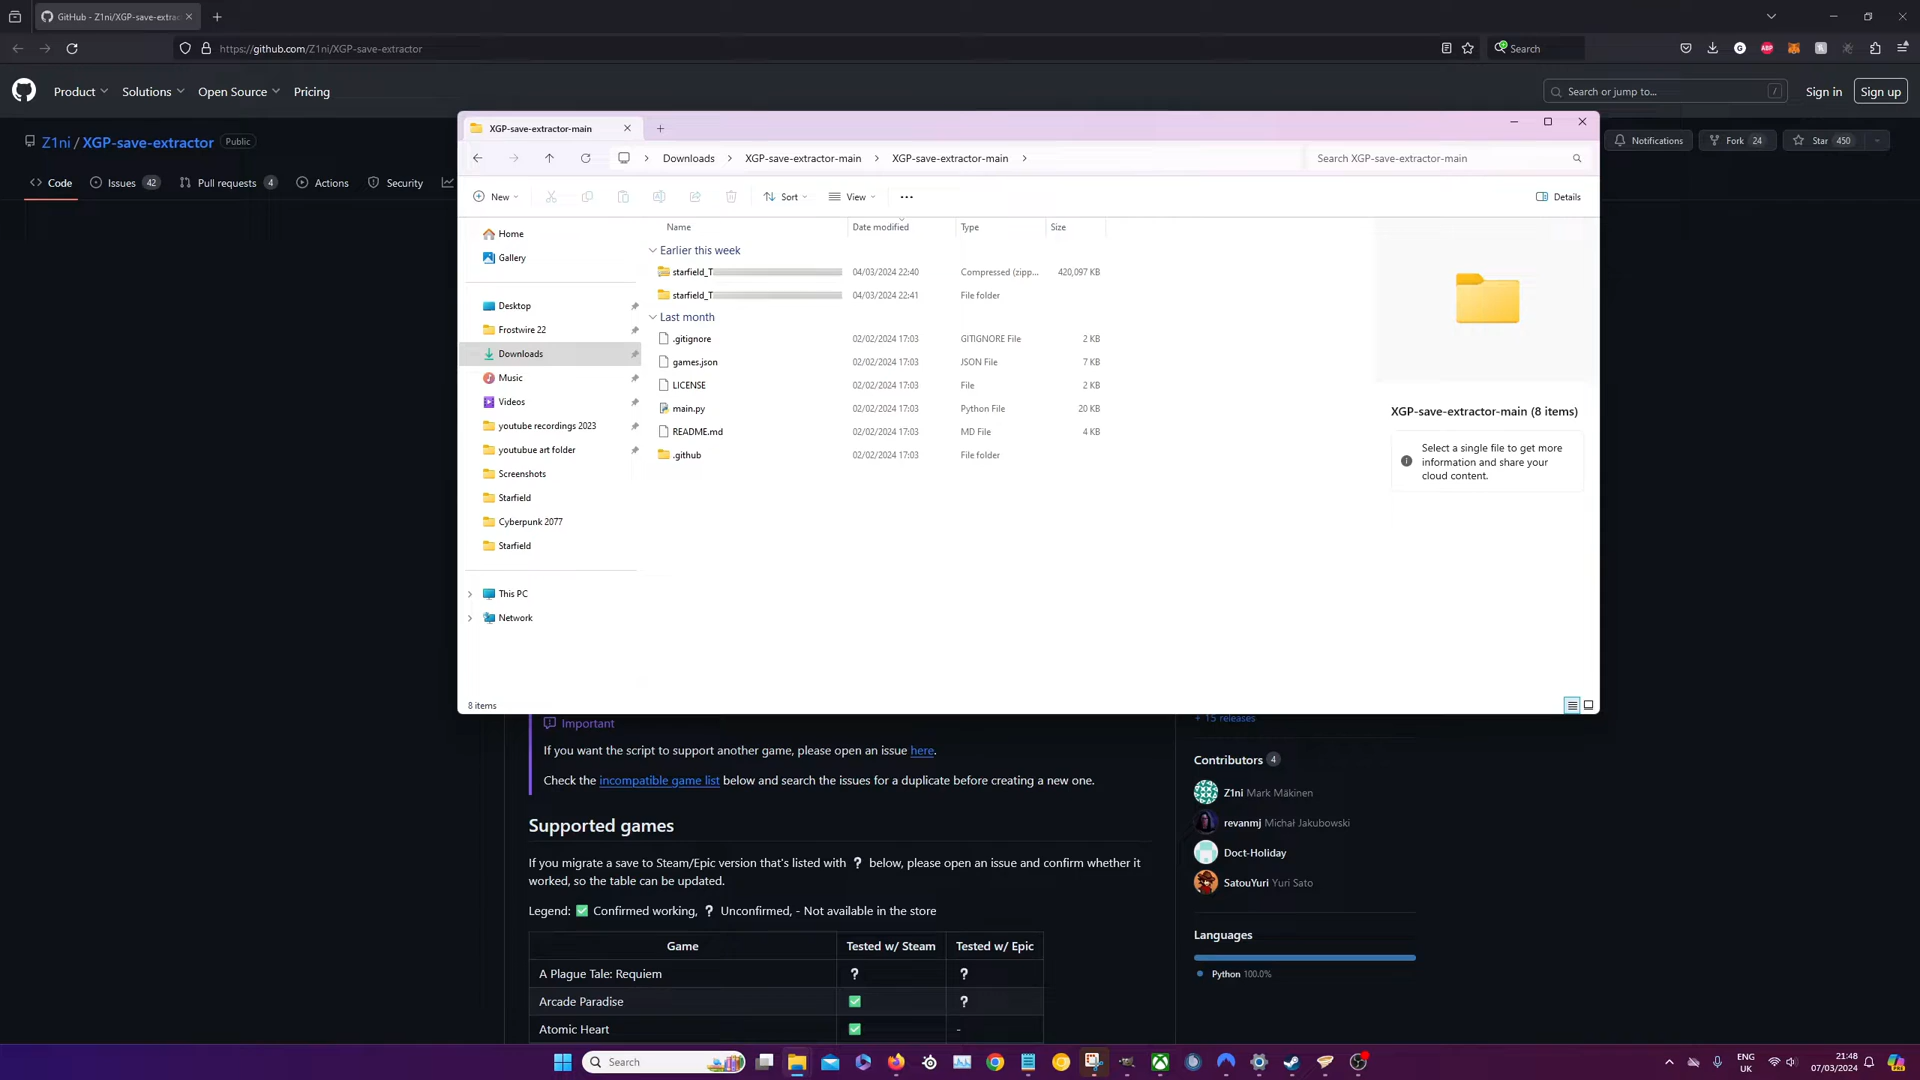 GitHub - Z1ni/XGP-save-extrac
https://github.com/Z1ni/XGP-save-extractor
Search
Product
Solutions
Open Source
Pricing
Search or jump to...
/
Sign in
Sign up
Z1ni / XGP-save-extractor
Public
Notifications
Fork 24
Star 450
Code
Issues 42
Pull requests 4
Actions
Security
XGP-save-extractor-main
Downloads > XGP-save-extractor-main > XGP-save-extractor-main >
Search XGP-save-extractor-main
New
Sort
View
Details
Home
Gallery
Desktop
Frostwire 22
Downloads
Music
Videos
youtube recordings 2023
youtubue art folder
Screenshots
Starfield
Cyberpunk 2077
Starfield
This PC
Network
Name Date modified Type Size
Earlier this week
starfield_T 04/03/2024 22:40 Compressed (zipp... 420,097 KB
starfield_T 04/03/2024 22:41 File folder
Last month
.gitignore 02/02/2024 17:03 GITIGNORE File 2 KB
games.json 02/02/2024 17:03 JSON File 7 KB
LICENSE 02/02/2024 17:03 File 2 KB
main.py 02/02/2024 17:03 Python File 20 KB
README.md 02/02/2024 17:03 MD File 4 KB
.github 02/02/2024 17:03 File folder
XGP-save-extractor-main (8 items)
Select a single file to get more
information and share your
cloud content.
8 items
Important
If you want the script to support another game, please open an issue here.
Check the incompatible game list below and search the issues for a duplicate before creating a new one.
Supported games
If you migrate a save to Steam/Epic version that's listed with ? below, please open an issue and confirm whether it
worked, so the table can be updated.
Legend: ✅ Confirmed working, ? Unconfirmed, - Not available in the store
Game Tested w/ Steam Tested w/ Epic
A Plague Tale: Requiem ? ?
Arcade Paradise ✅ ?
Atomic Heart ✅ -
+ 15 releases
Contributors 4
Z1ni Mark Mäkinen
revanmj Michał Jakubowski
Doct-Holiday
SatouYuri Yuri Sato
Languages
Python 100.0%
Search
ENG
UK
21:48
07/03/2024